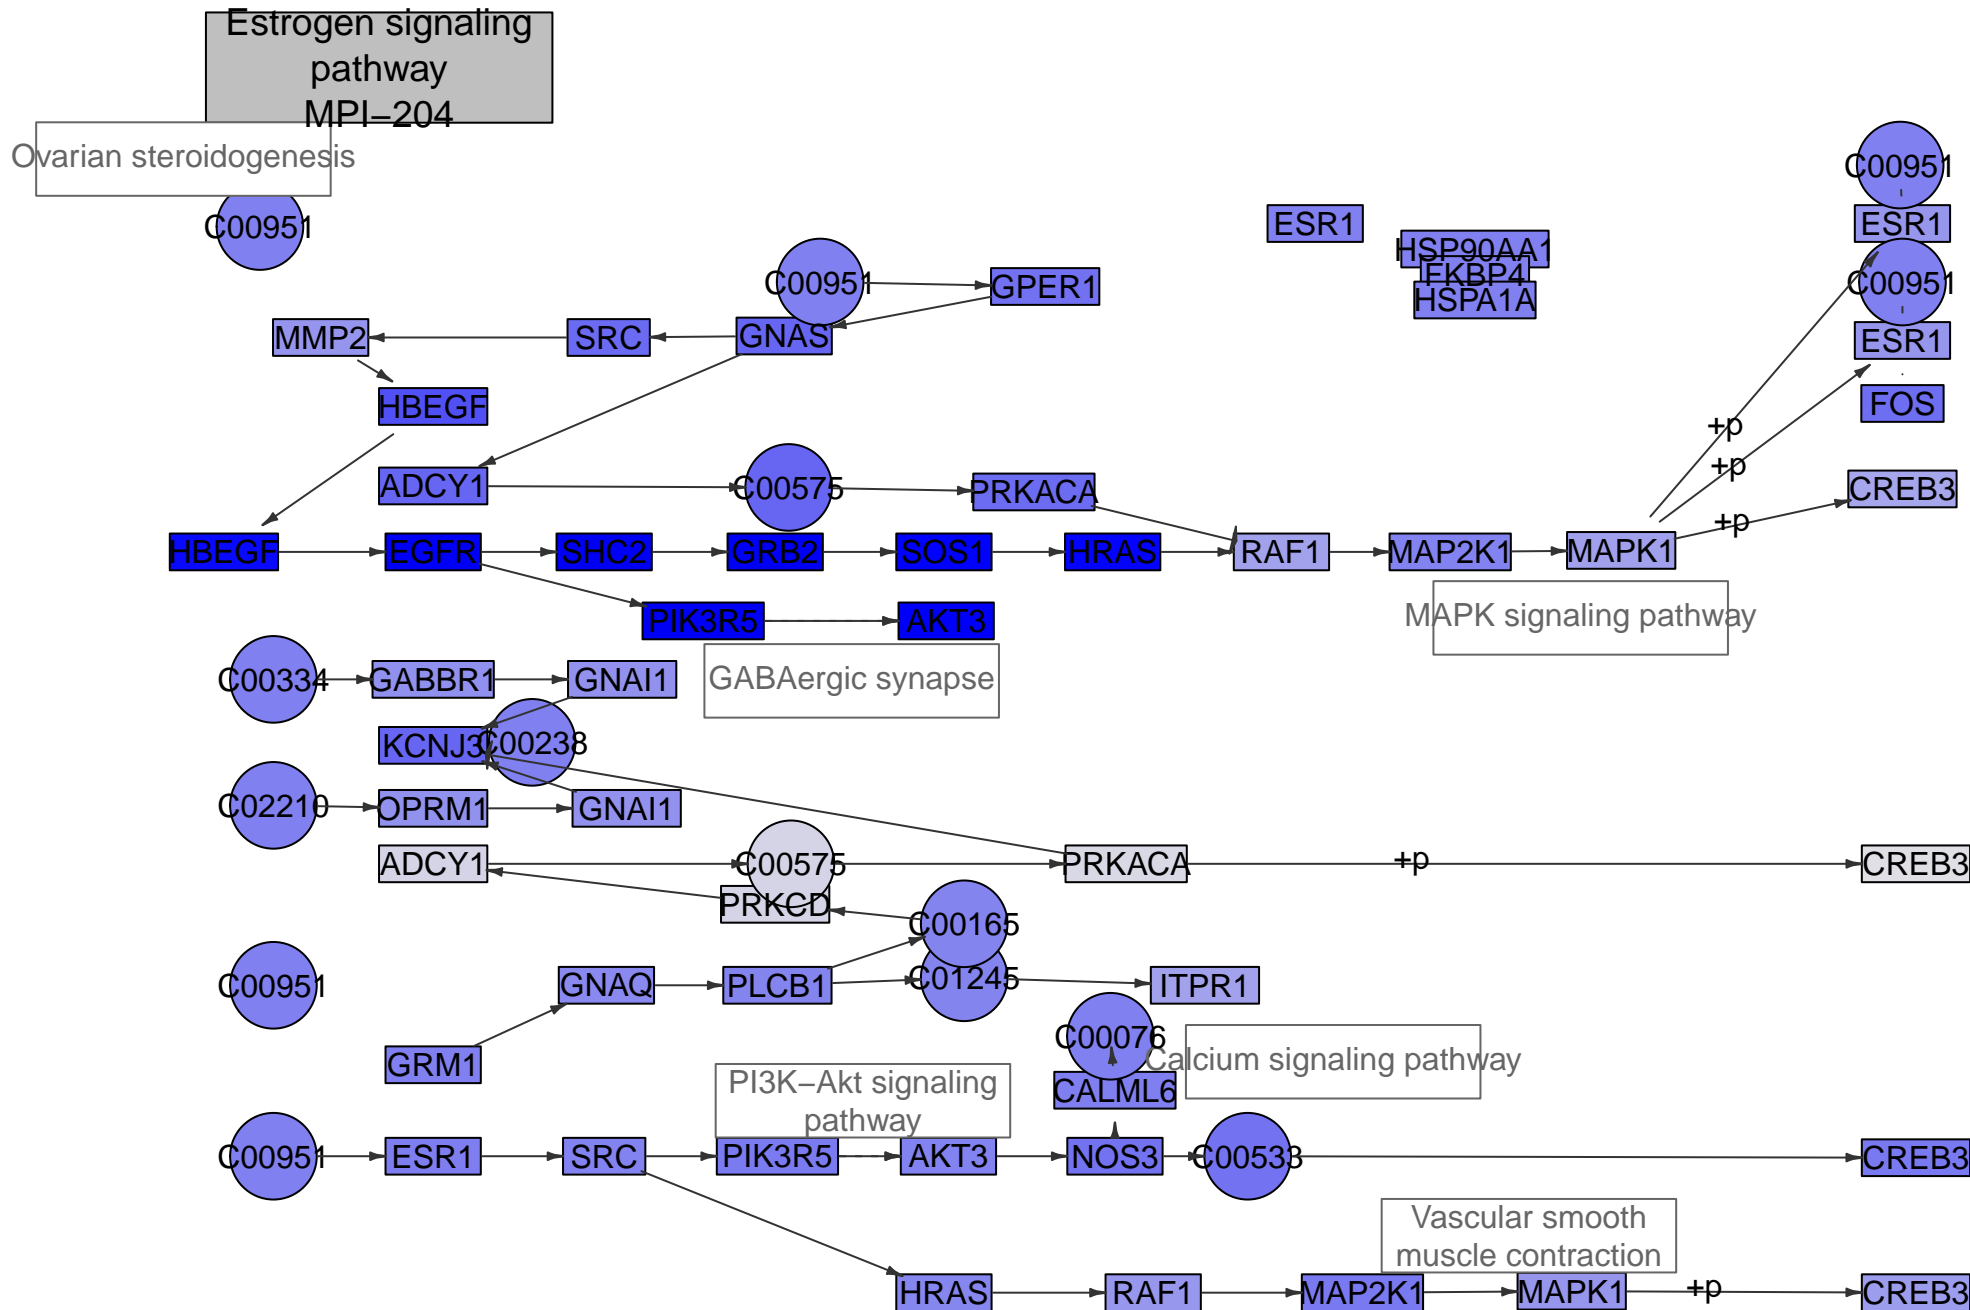 Estrogen signaling
pathway
MPI−204
Ovarian steroidogenesis
C00951
C00951
ESR1
ESR1
HSP90AA1
FKBP4
HSPA1A
C00951
GPER1
C00951
ESR1
MMP2
SRC
GNAS
HBEGF
FOS
+p
+p
+p
ADCY1
C00575
PRKACA
CREB3
HBEGF
EGFR
SHC2
GRB2
SOS1
HRAS
RAF1
MAP2K1
MAPK1
PIK3R5
AKT3
MAPK signaling pathway
C00334
GABBR1
GNAI1
GABAergic synapse
KCNJ3
C00238
C02210
OPRM1
GNAI1
ADCY1
C00575
PRKACA
+p
CREB3
PRKCD
C00165
C00951
GNAQ
PLCB1
C01245
ITPR1
C00076
Calcium signaling pathway
GRM1
CALML6
PI3K−Akt signaling
pathway
C00951
ESR1
SRC
PIK3R5
AKT3
NOS3
C00533
CREB3
Vascular smooth
muscle contraction
HRAS
RAF1
MAP2K1
MAPK1
+p
CREB3